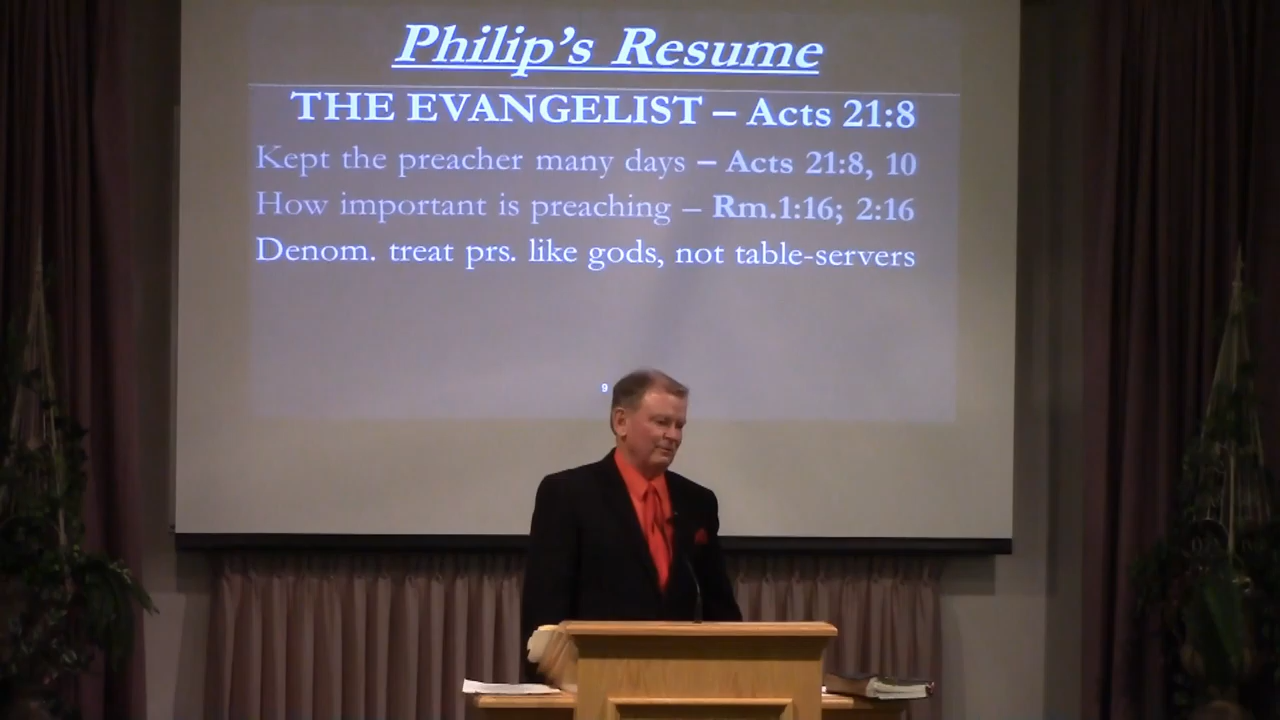 Philip's Resume
THE EVANGELIST – Acts 21:8
Kept the preacher many days – Acts 21:8, 10
How important is preaching – Rm.1:16; 2:16
Denom. treat prs. like gods, not table-servers
9